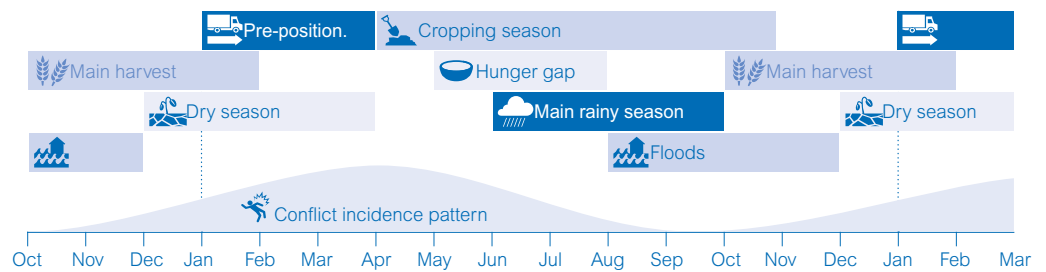 Pre-position.
Cropping season
Main harvest
Hunger gap
Main harvest
Dry season
Main rainy season
Dry season
Floods
Conflict incidence pattern
Oct Nov Dec Jan Feb Mar Apr May Jun Jul Aug Sep Oct Nov Dec Jan Feb Mar